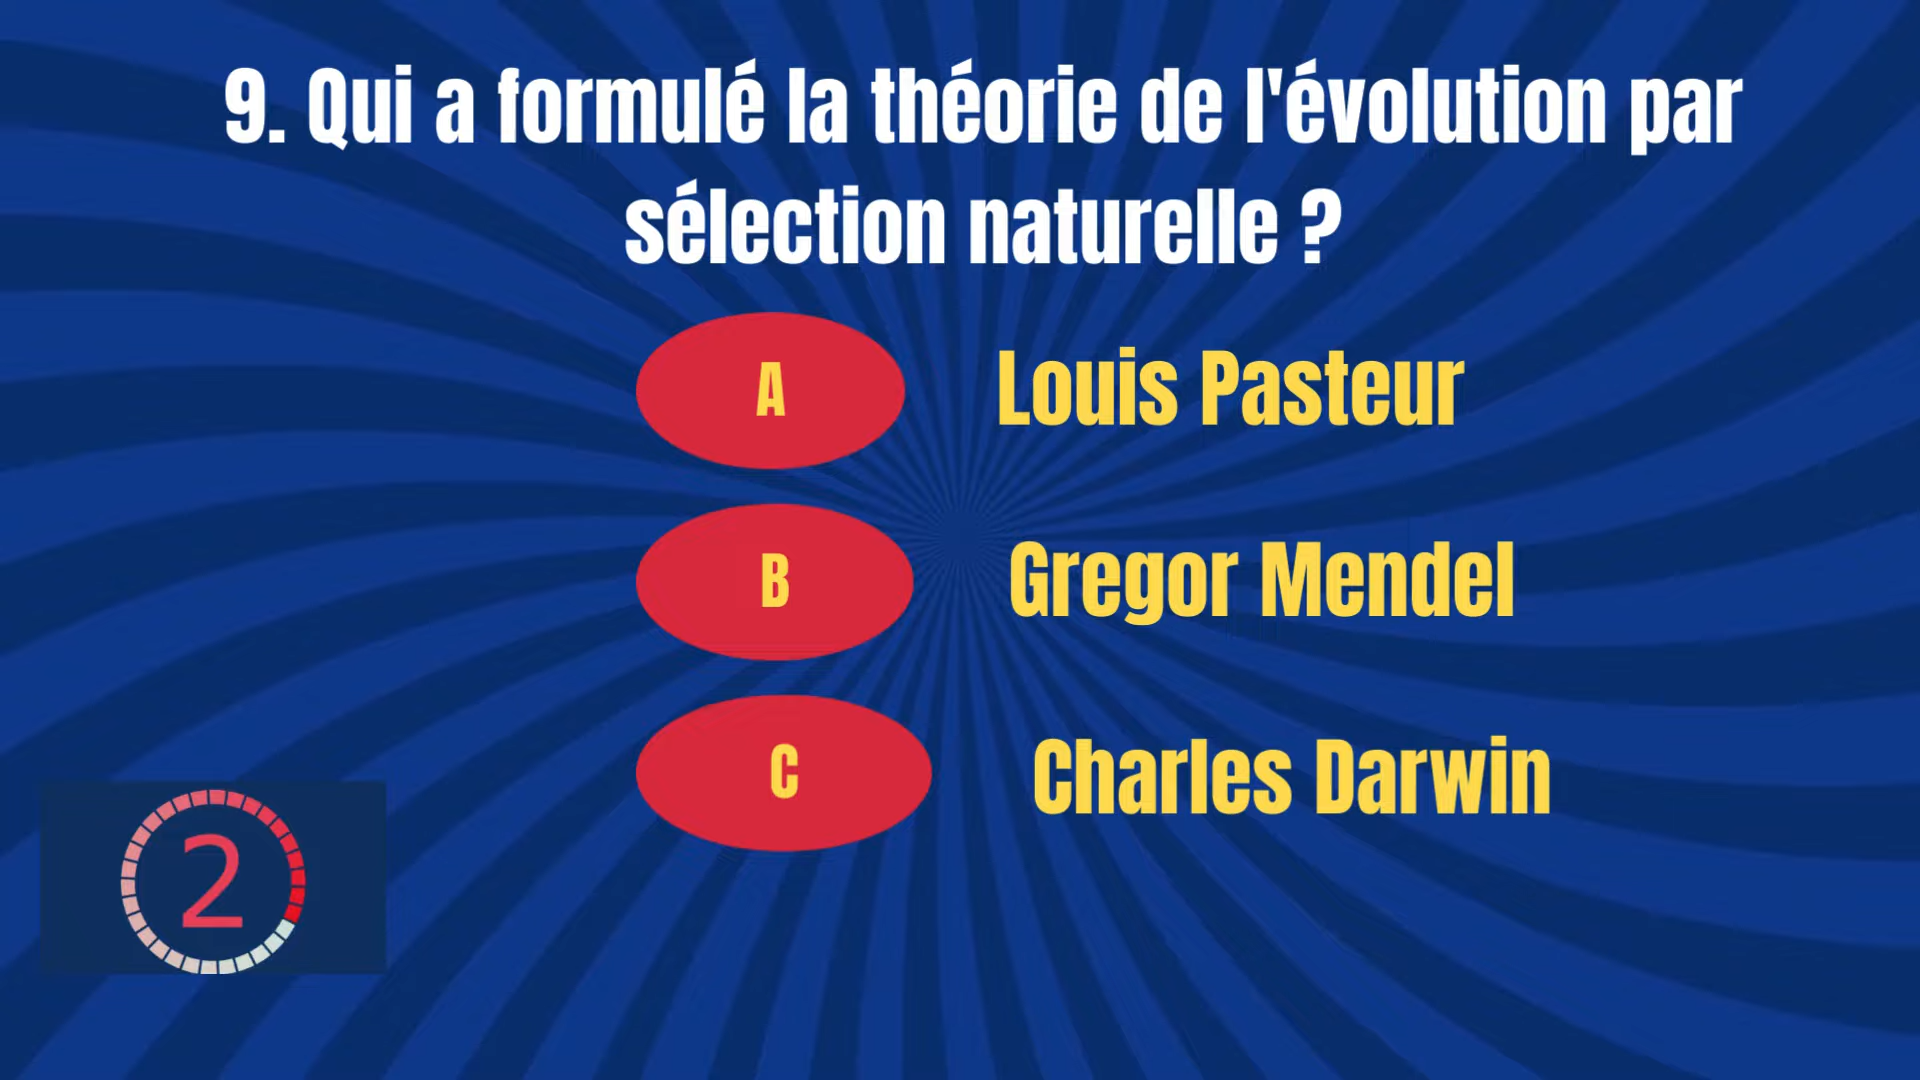 9. Qui a formulé la théorie de l'évolution par
sélection naturelle ?
A Louis Pasteur
B Gregor Mendel
C Charles Darwin
2